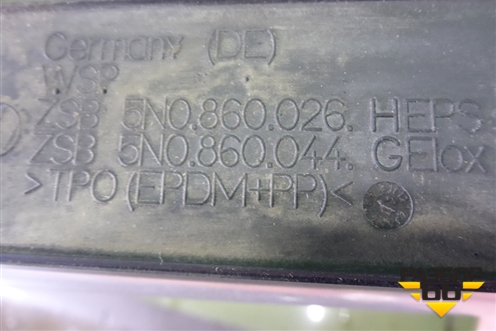 Germany (DE)
WSP
ZSB 5N0.860.026. HEPS
ZSB 5N0.860.044. GElox
>TPO(EPDM+PP)<